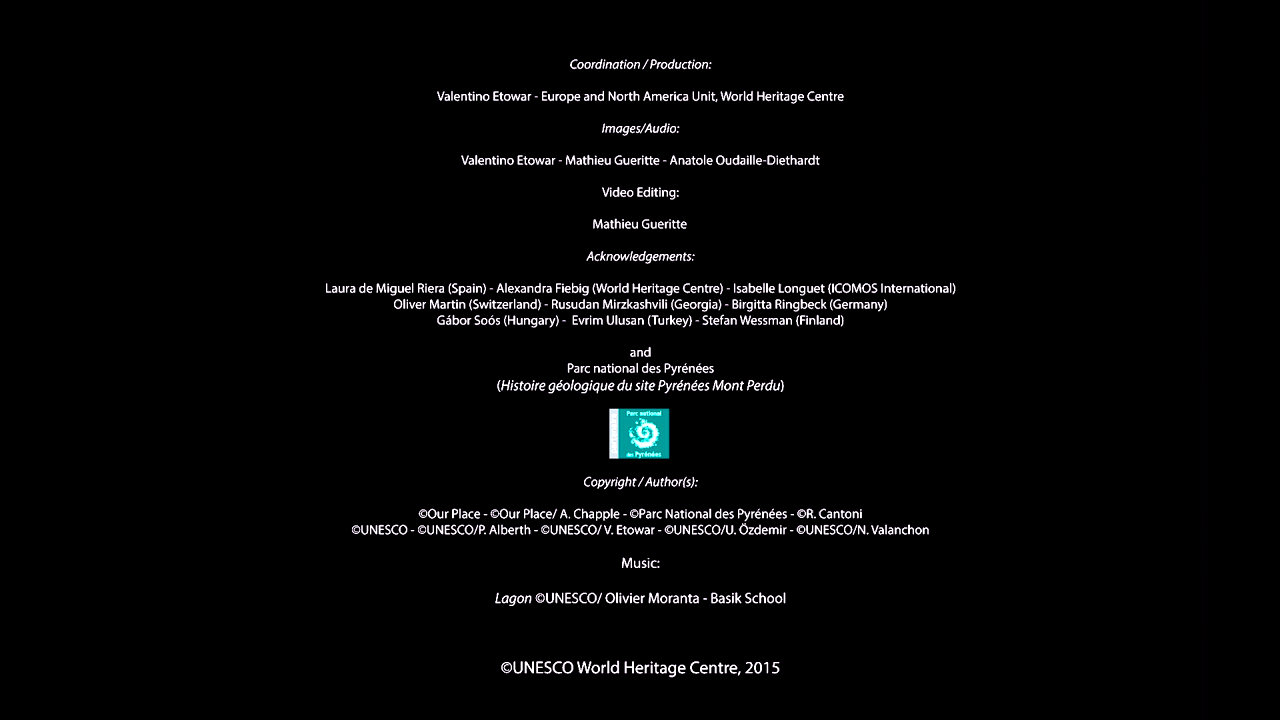 Coordination / Production:
Valentino Etowar - Europe and North America Unit, World Heritage Centre
Images/Audio:
Valentino Etowar - Mathieu Gueritte - Anatole Oudaille-Diethardt
Video Editing:
Mathieu Gueritte
Acknowledgements:
Laura de Miguel Riera (Spain) - Alexandra Fiebig (World Heritage Centre) - Isabelle Longuet (ICOMOS International)
Oliver Martin (Switzerland) - Rusudan Mirzkashvili (Georgia) - Birgitta Ringbeck (Germany)
Gábor Soós (Hungary) - Evrim Ulusan (Turkey) - Stefan Wessman (Finland)
and
Parc national des Pyrénées
(Histoire géologique du site Pyrénées Mont Perdu)
Parc national
des Pyrénées
Copyright / Author(s):
©Our Place - ©Our Place/ A. Chapple - ©Parc National des Pyrénées - ©R. Cantoni
©UNESCO - ©UNESCO/P. Alberth - ©UNESCO/ V. Etowar - ©UNESCO/U. Özdemir - ©UNESCO/N. Valanchon
Music:
Lagon ©UNESCO/ Olivier Moranta - Basik School
©UNESCO World Heritage Centre, 2015